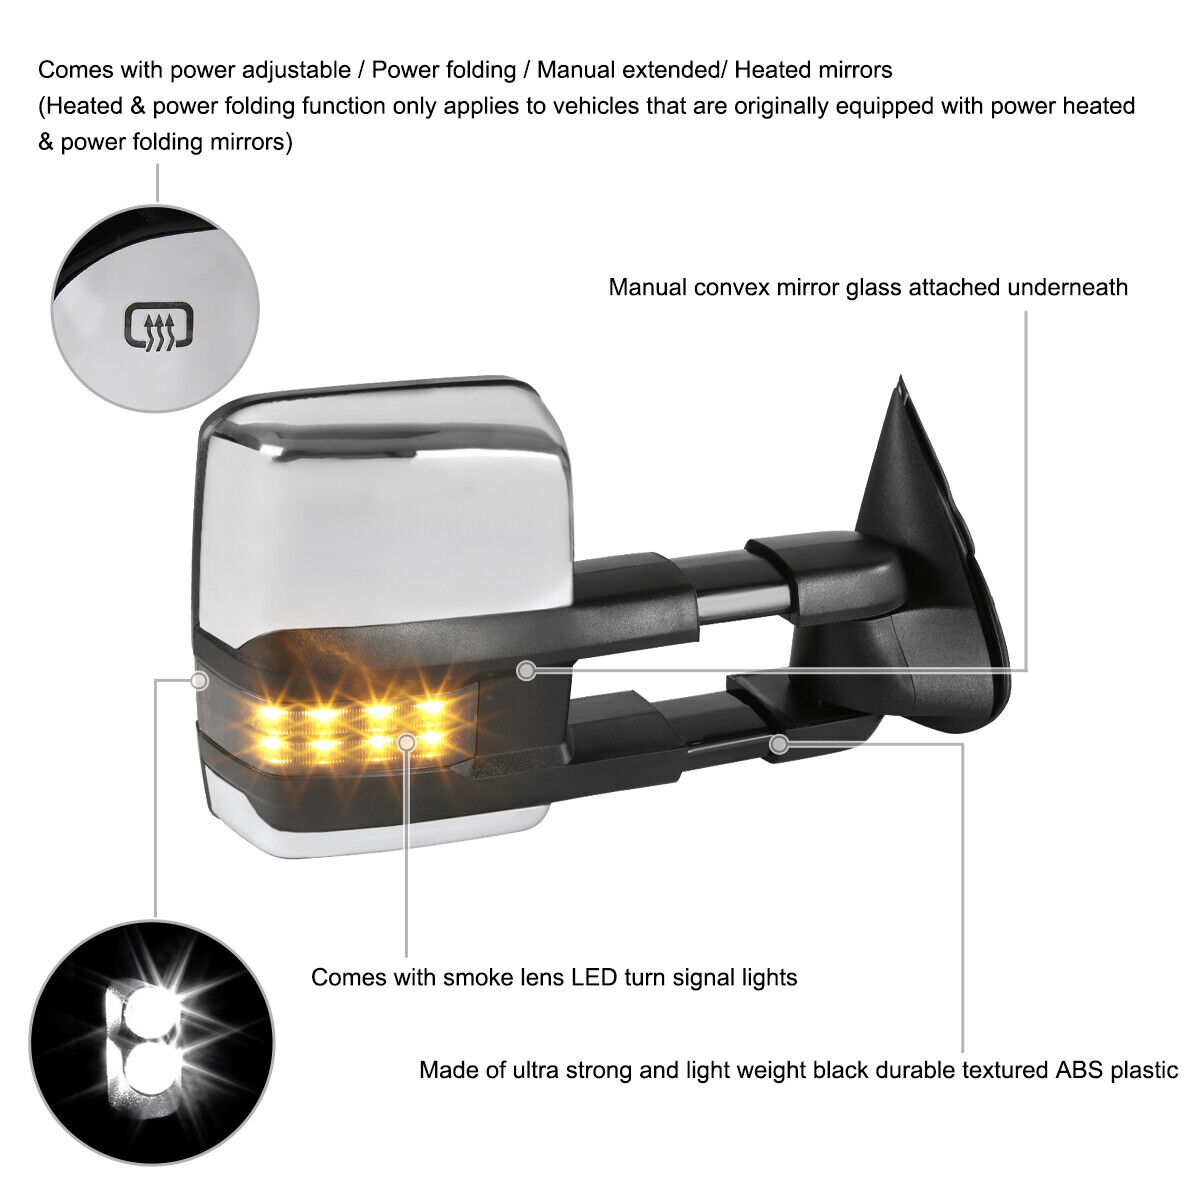 Comes with power adjustable / Power folding / Manual extended/ Heated mirrors
(Heated & power folding function only applies to vehicles that are originally equipped with power heated
& power folding mirrors)
Manual convex mirror glass attached underneath
Comes with smoke lens LED turn signal lights
Made of ultra strong and light weight black durable textured ABS plastic